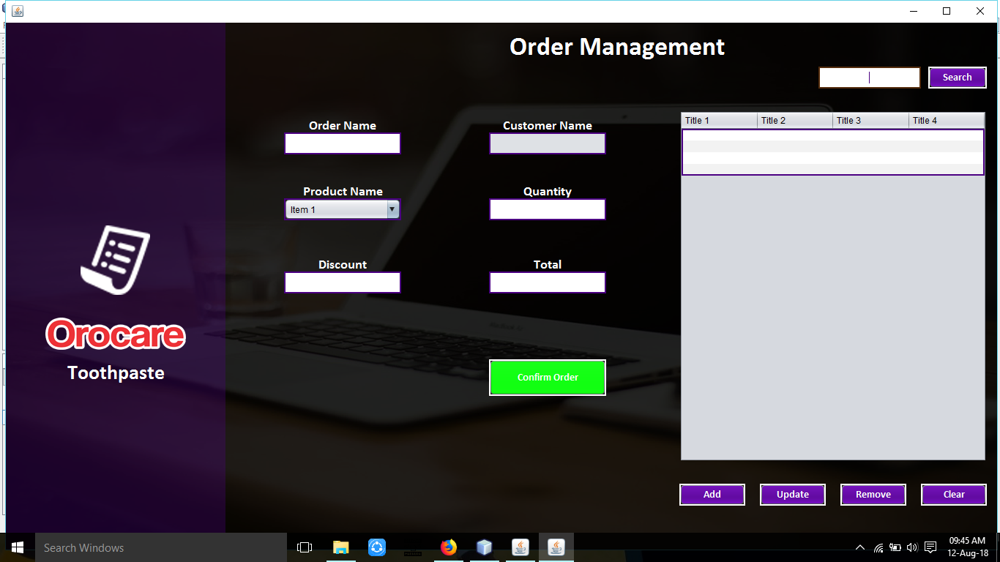 Order Management
Search
Order Name
Customer Name
Title 1 Title 2 Title 3 Title 4
Product Name
Quantity
Item 1
Discount
Total
Orocare
Toothpaste
Confirm Order
Add
Update
Remove
Clear
Search Windows
09:45 AM
12-Aug-18